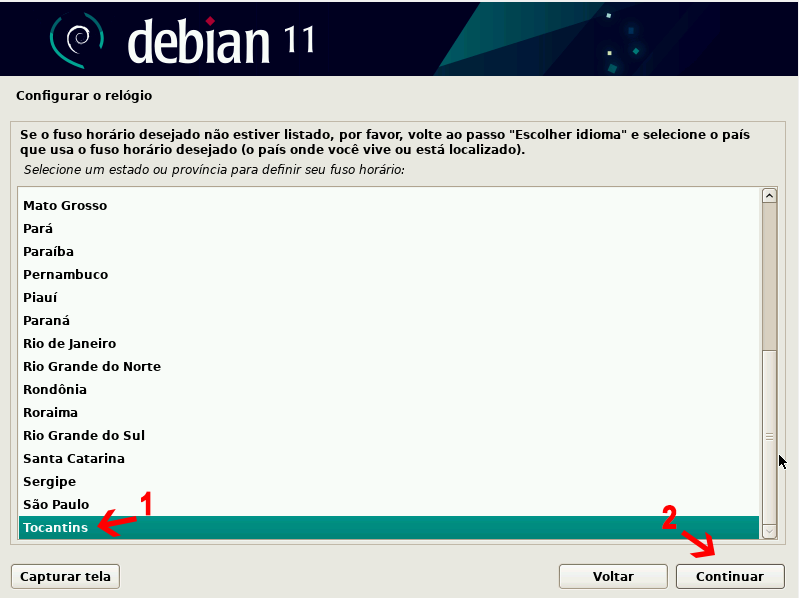 debian 11
Configurar o relógio
Se o fuso horário desejado não estiver listado, por favor, volte ao passo "Escolher idioma" e selecione o país
que usa o fuso horário desejado (o país onde você vive ou está localizado).
Selecione um estado ou província para definir seu fuso horário:
Mato Grosso
Pará
Paraíba
Pernambuco
Piauí
Paraná
Rio de Janeiro
Rio Grande do Norte
Rondônia
Roraima
Rio Grande do Sul
Santa Catarina
Sergipe
São Paulo
Tocantins
1
2
Capturar tela
Voltar
Continuar